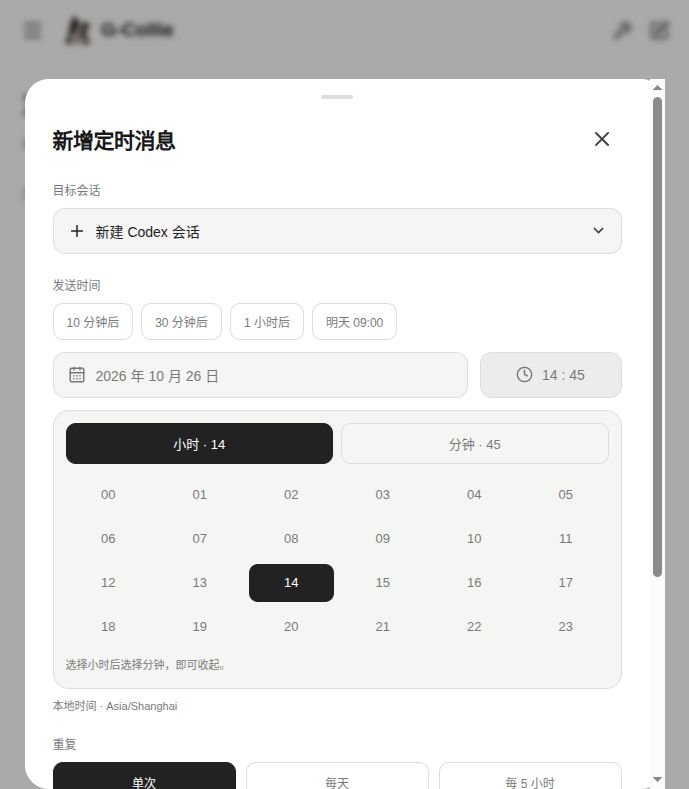 G-Collie
新增定时消息
目标会话
新建 Codex 会话
发送时间
10 分钟后
30 分钟后
1 小时后
明天 09:00
2026 年 10 月 26 日
14 : 45
小时 · 14
分钟 · 45
00 01 02 03 04 05
06 07 08 09 10 11
12 13 14 15 16 17
18 19 20 21 22 23
选择小时后选择分钟，即可收起。
本地时间 · Asia/Shanghai
重复
单次
每天
每 5 小时